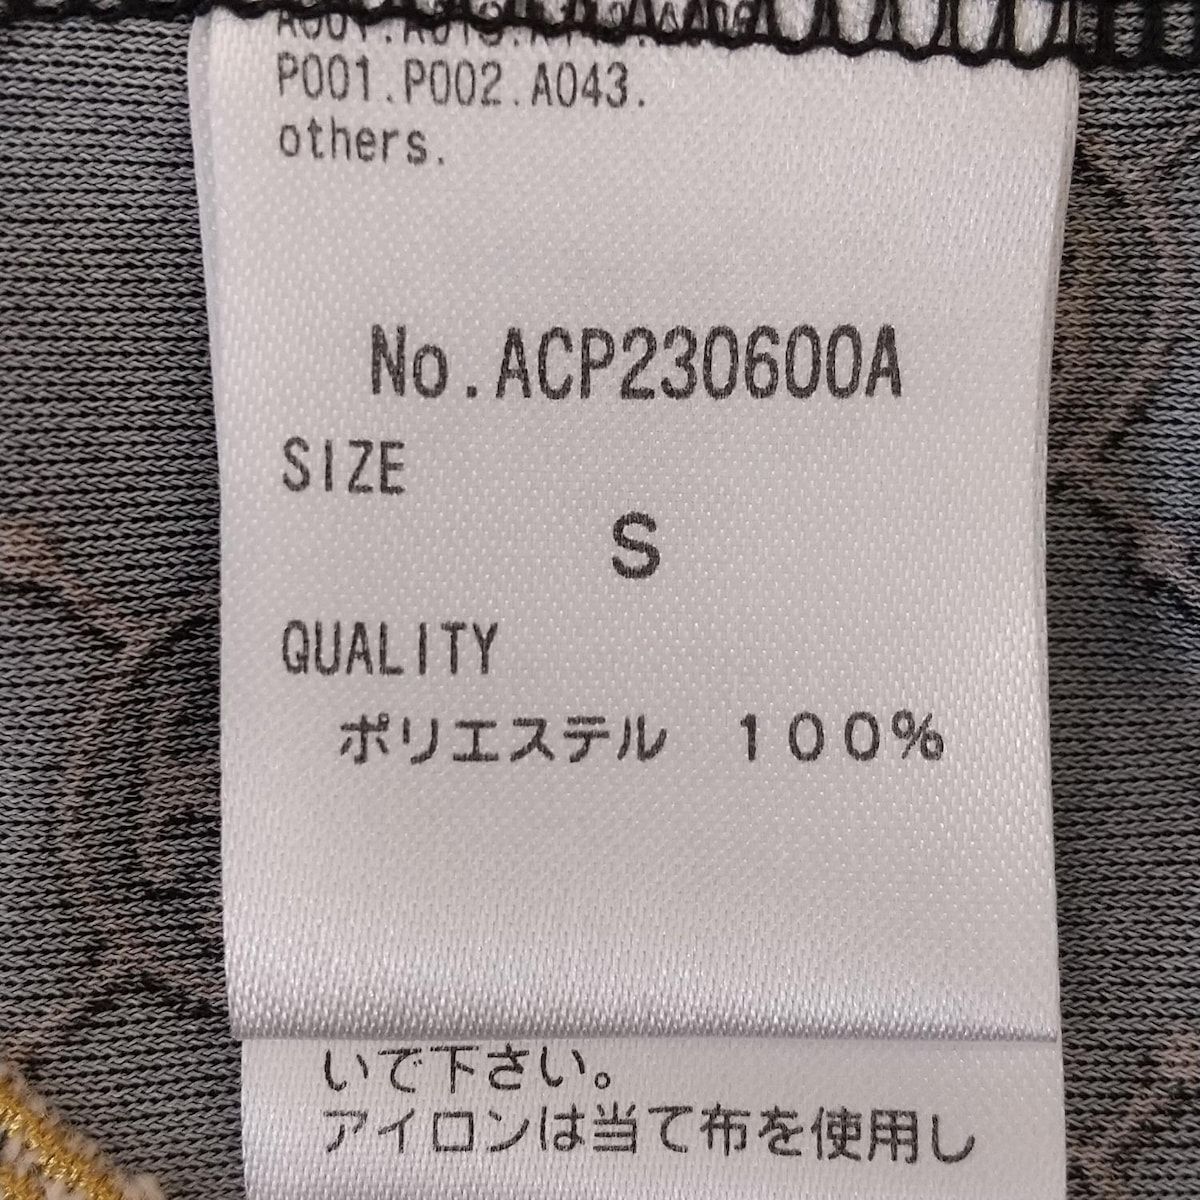 P001.P002.A043.
others.
No.ACP230600A
SIZE
S
QUALITY
ポリエステル 100%
いで下さい。
アイロンは当て布を使用し